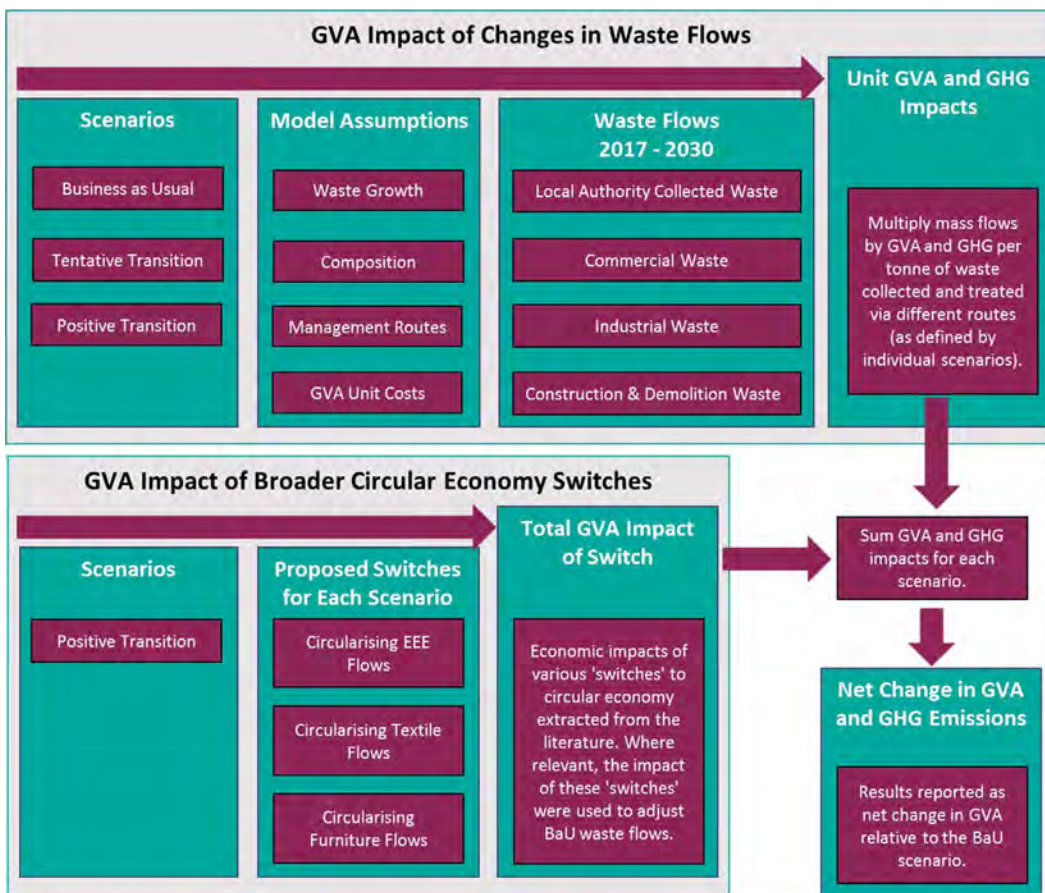 GVA Impact of Changes in Waste Flows
Scenarios
Business as Usual
Tentative Transition
Positive Transition
Model Assumptions
Waste Growth
Composition
Management Routes
GVA Unit Costs
Waste Flows
2017 - 2030
Local Authority Collected Waste
Commercial Waste
Industrial Waste
Construction & Demolition Waste
Unit GVA and GHG
Impacts
Multiply mass flows
by GVA and GHG per
tonne of waste
collected and treated
via different routes
(as defined by
individual scenarios).
GVA Impact of Broader Circular Economy Switches
Scenarios
Positive Transition
Proposed Switches
for Each Scenario
Circularising EEE
Flows
Circularising Textile
Flows
Circularising
Furniture Flows
Total GVA Impact
of Switch
Economic impacts of
various 'switches' to
circular economy
extracted from the
literature. Where
relevant, the impact
of these 'switches'
were used to adjust
BaU waste flows.
Sum GVA and GHG
impacts for each
scenario.
Net Change in GVA
and GHG Emissions
Results reported as
net change in GVA
relative to the BaU
scenario.